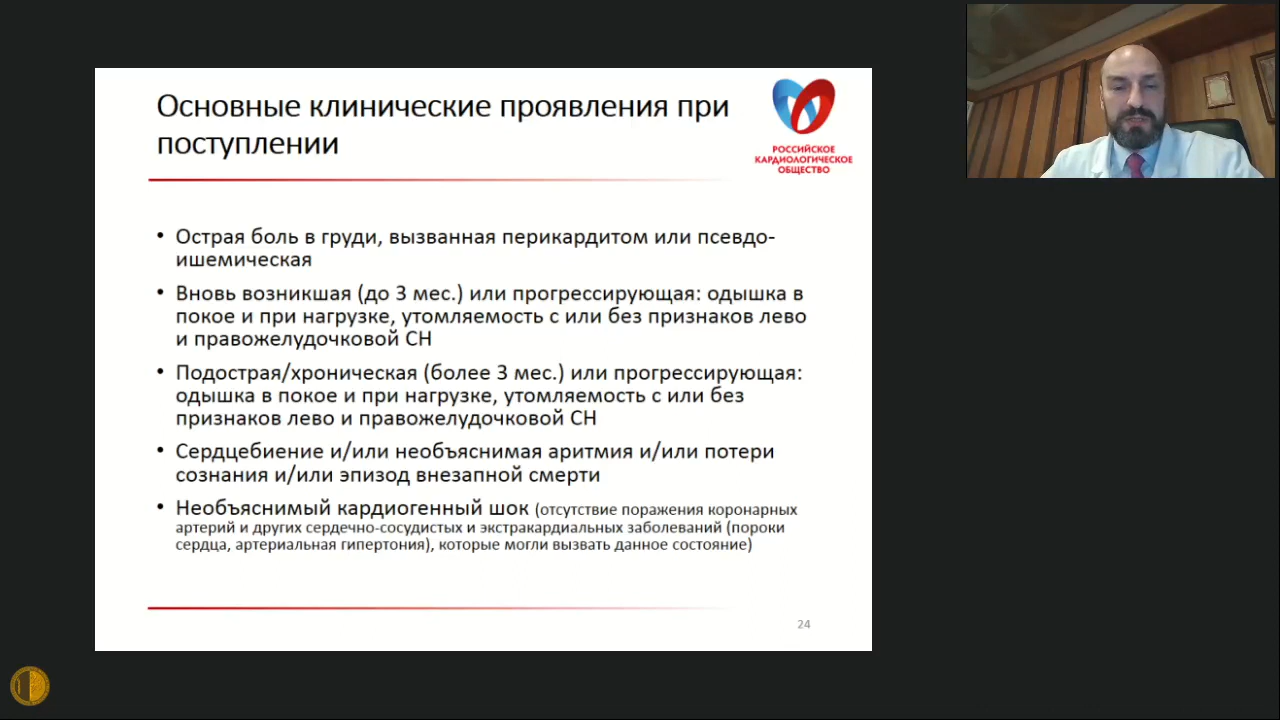 Основные клинические проявления при
поступлении
РОССИЙСКОЕ
КАРДИОЛОГИЧЕСКОЕ
ОБЩЕСТВО
• Острая боль в груди, вызванная перикардитом или псевдо-
ишемическая
• Вновь возникшая (до 3 мес.) или прогрессирующая: одышка в
покое и при нагрузке, утомляемость с или без признаков лево
и правожелудочковой СН
• Подострая/хроническая (более 3 мес.) или прогрессирующая:
одышка в покое и при нагрузке, утомляемость с или без
признаков лево и правожелудочковой СН
• Сердцебиение и/или необъяснимая аритмия и/или потери
сознания и/или эпизод внезапной смерти
• Необъяснимый кардиогенный шок (отсутствие поражения коронарных
артерий и других сердечно-сосудистых и экстракардиальных заболеваний (пороки
сердца, артериальная гипертония), которые могли вызвать данное состояние)
24